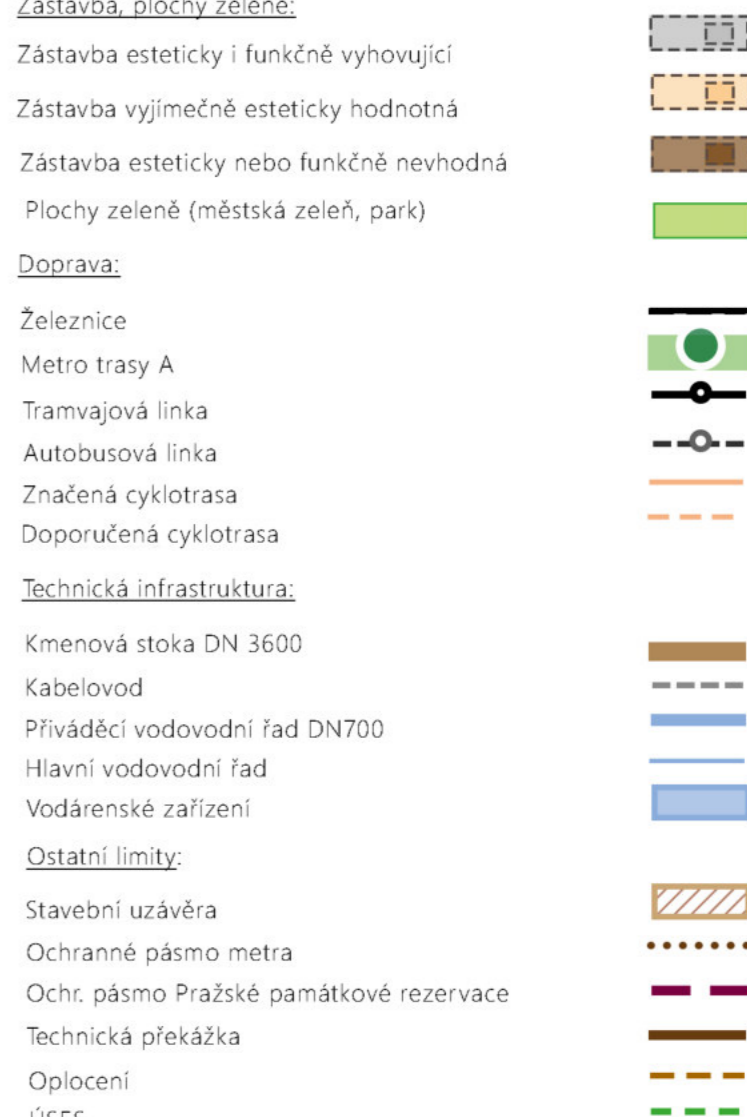 Zástavba, plochy zeleně:
Zástavba esteticky i funkčně vyhovující
Zástavba vyjímečně esteticky hodnotná
Zástavba esteticky nebo funkčně nevhodná
Plochy zeleně (městská zeleň, park)
Doprava:
Železnice
Metro trasy A
Tramvajová linka
Autobusová linka
Značená cyklotrasa
Doporučená cyklotrasa
Technická infrastruktura:
Kmenová stoka DN 3600
Kabelovod
Přiváděcí vodovodní řad DN700
Hlavní vodovodní řad
Vodárenské zařízení
Ostatní limity:
Stavební uzávěra
Ochranné pásmo metra
Ochr. pásmo Pražské památkové rezervace
Technická překážka
Oplocení
ÚSES